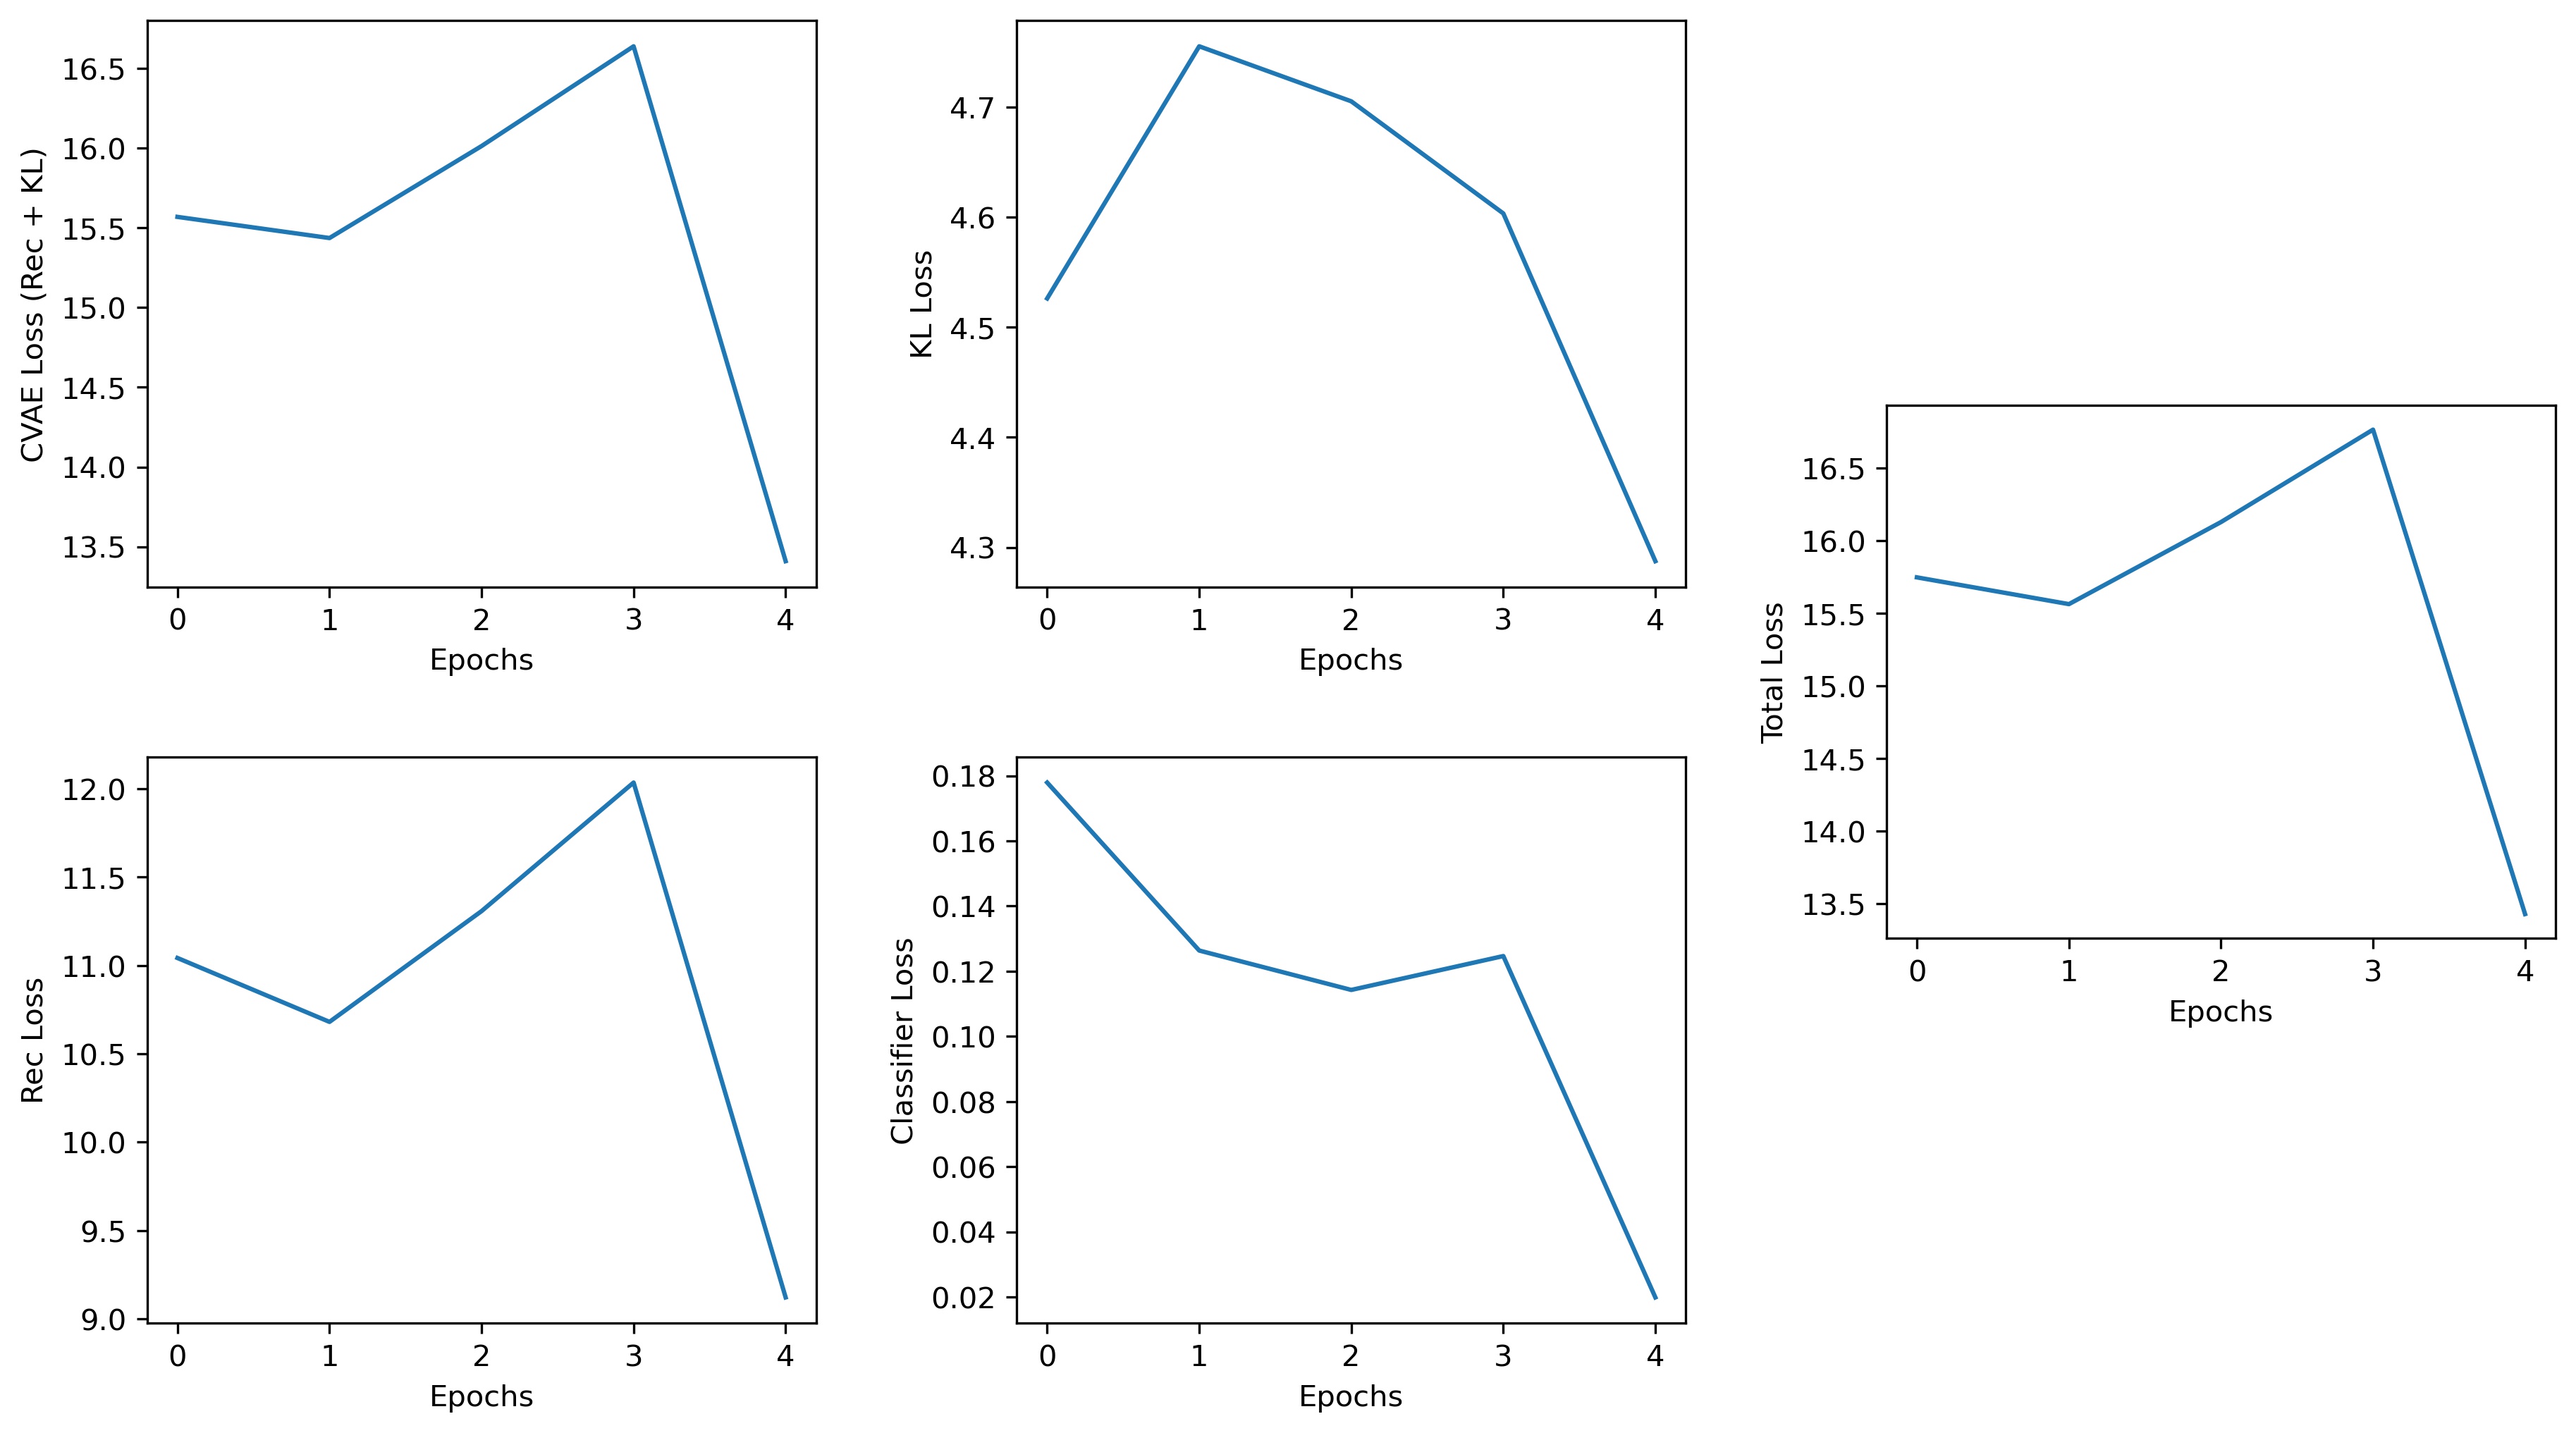 CVAE Loss (Rec + KL)
16.5
16.0
15.5
15.0
14.5
14.0
13.5
0 1 2 3 4
Epochs
KL Loss
4.7
4.6
4.5
4.4
4.3
0 1 2 3 4
Epochs
Total Loss
16.5
16.0
15.5
15.0
14.5
14.0
13.5
0 1 2 3 4
Epochs
Rec Loss
12.0
11.5
11.0
10.5
10.0
9.5
9.0
0 1 2 3 4
Epochs
Classifier Loss
0.18
0.16
0.14
0.12
0.10
0.08
0.06
0.04
0.02
0 1 2 3 4
Epochs